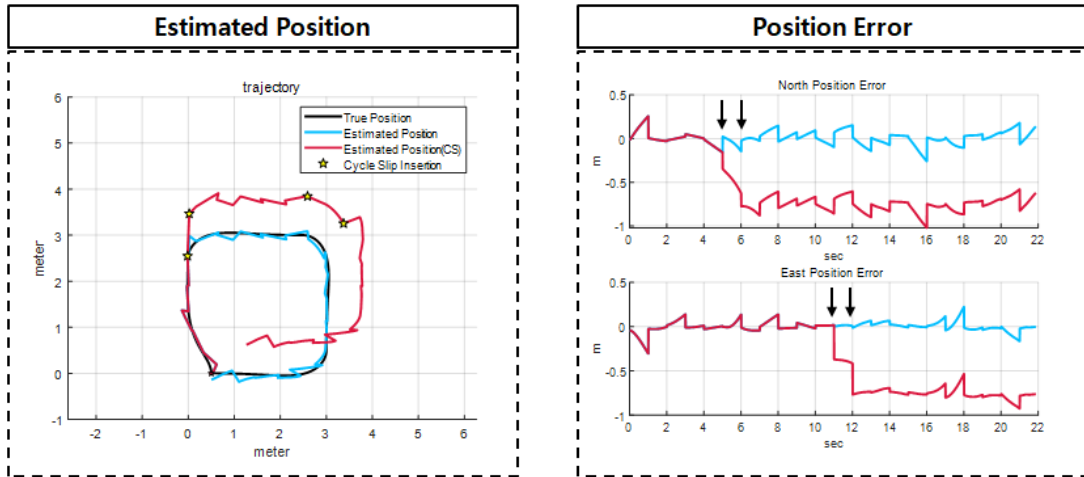 Estimated Position
Position Error
trajectory
True Position
Estimated Position
Estimated Position(CS)
Cycle Slip Insertion
6
5
4
3
2
1
0
-1
meter
-2 -1 0 1 2 3 4 5 6
meter
North Position Error
0.5
0
-0.5
-1
m
0 2 4 6 8 10 12 14 16 18 20 22
sec
East Position Error
0.5
0
-0.5
-1
m
0 2 4 6 8 10 12 14 16 18 20 22
sec